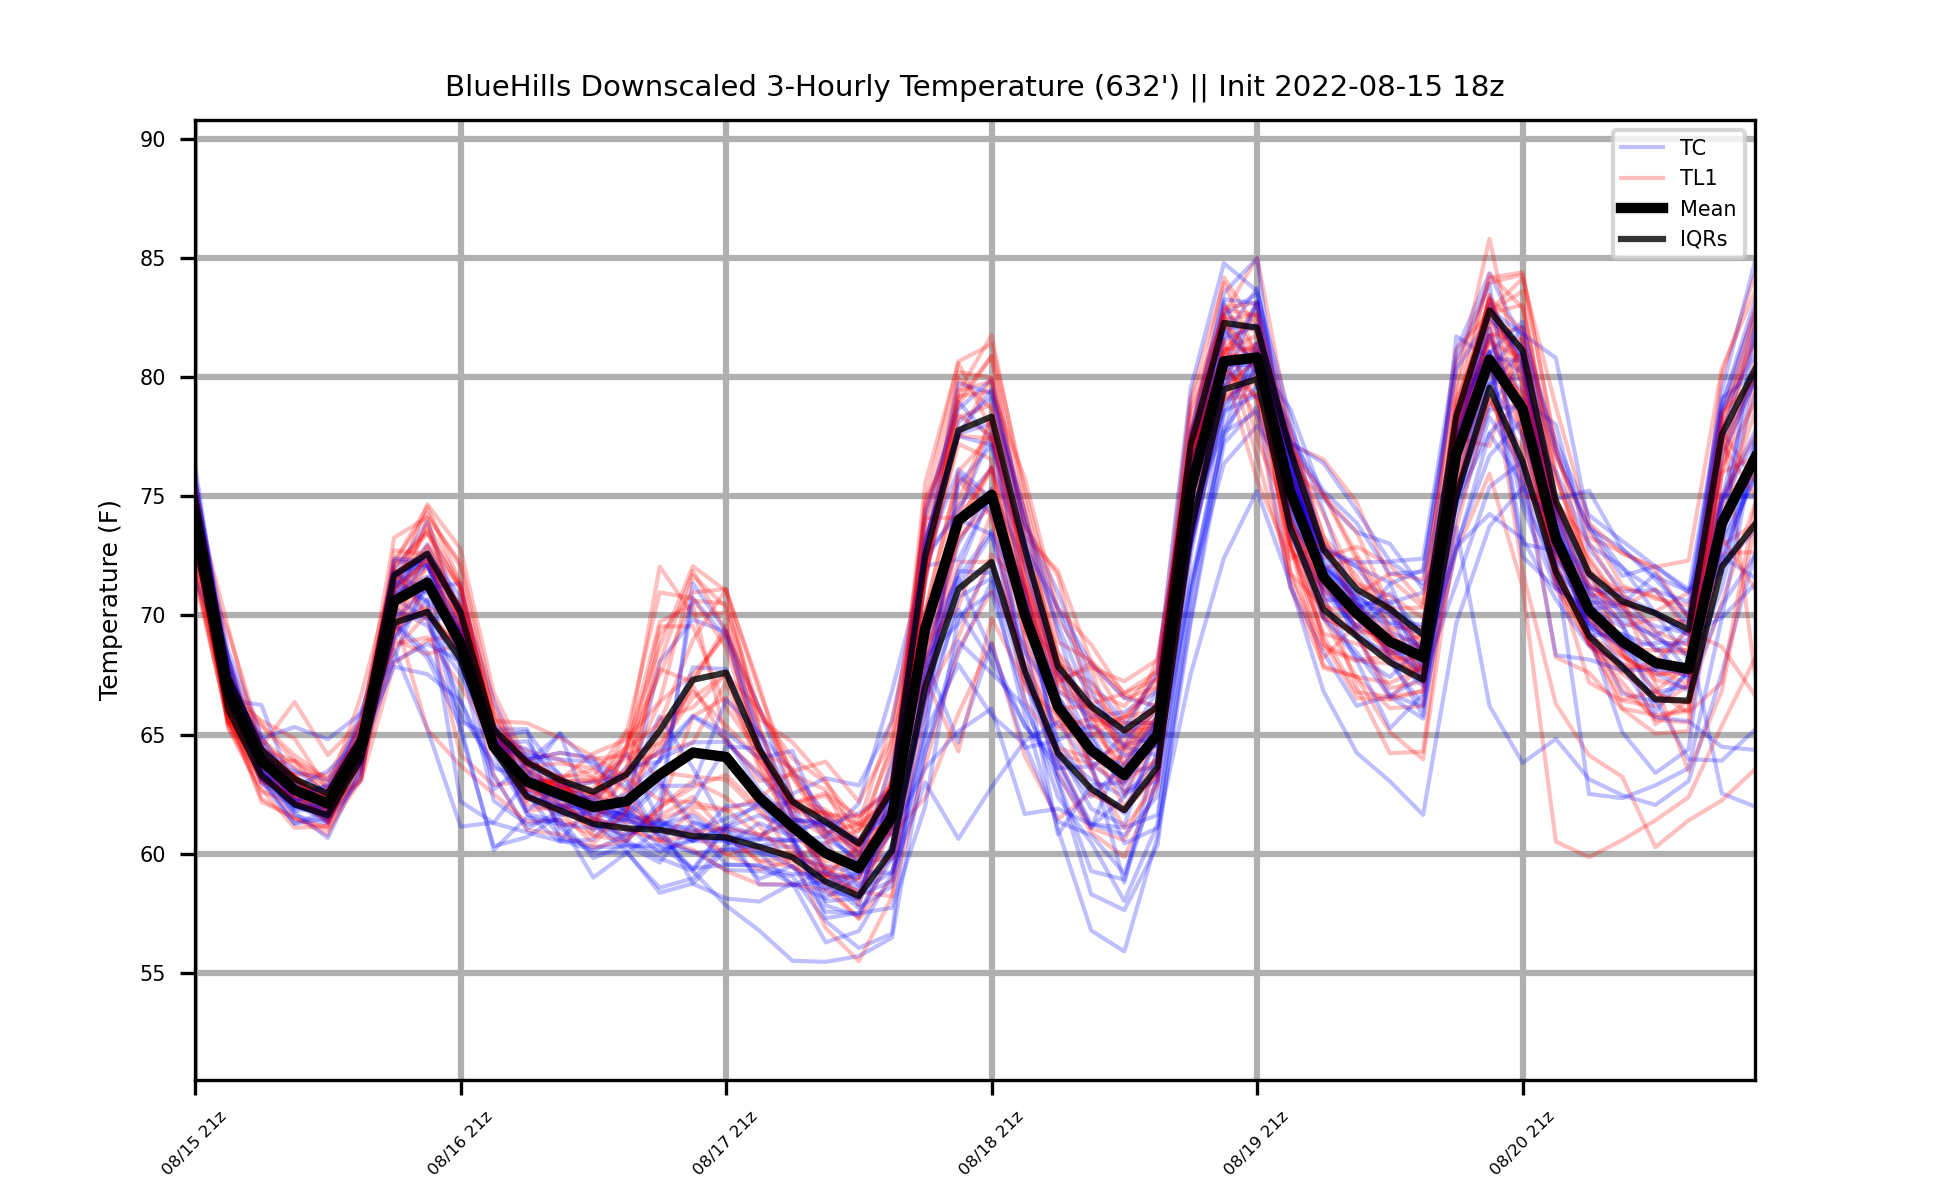 BlueHills Downscaled 3-Hourly Temperature (632') || Init 2022-08-15 18z
TC
TL1
Mean
IQRs
Temperature (F)
90
85
80
75
70
65
60
55
08/15 21z
08/16 21z
08/17 21z
08/18 21z
08/19 21z
08/20 21z